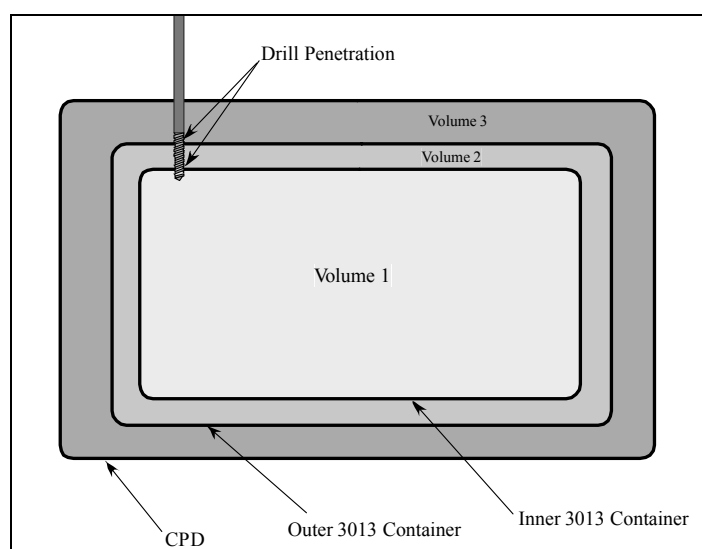 Drill Penetration
Volume 3
Volume 2
Volume 1
Inner 3013 Container
Outer 3013 Container
CPD